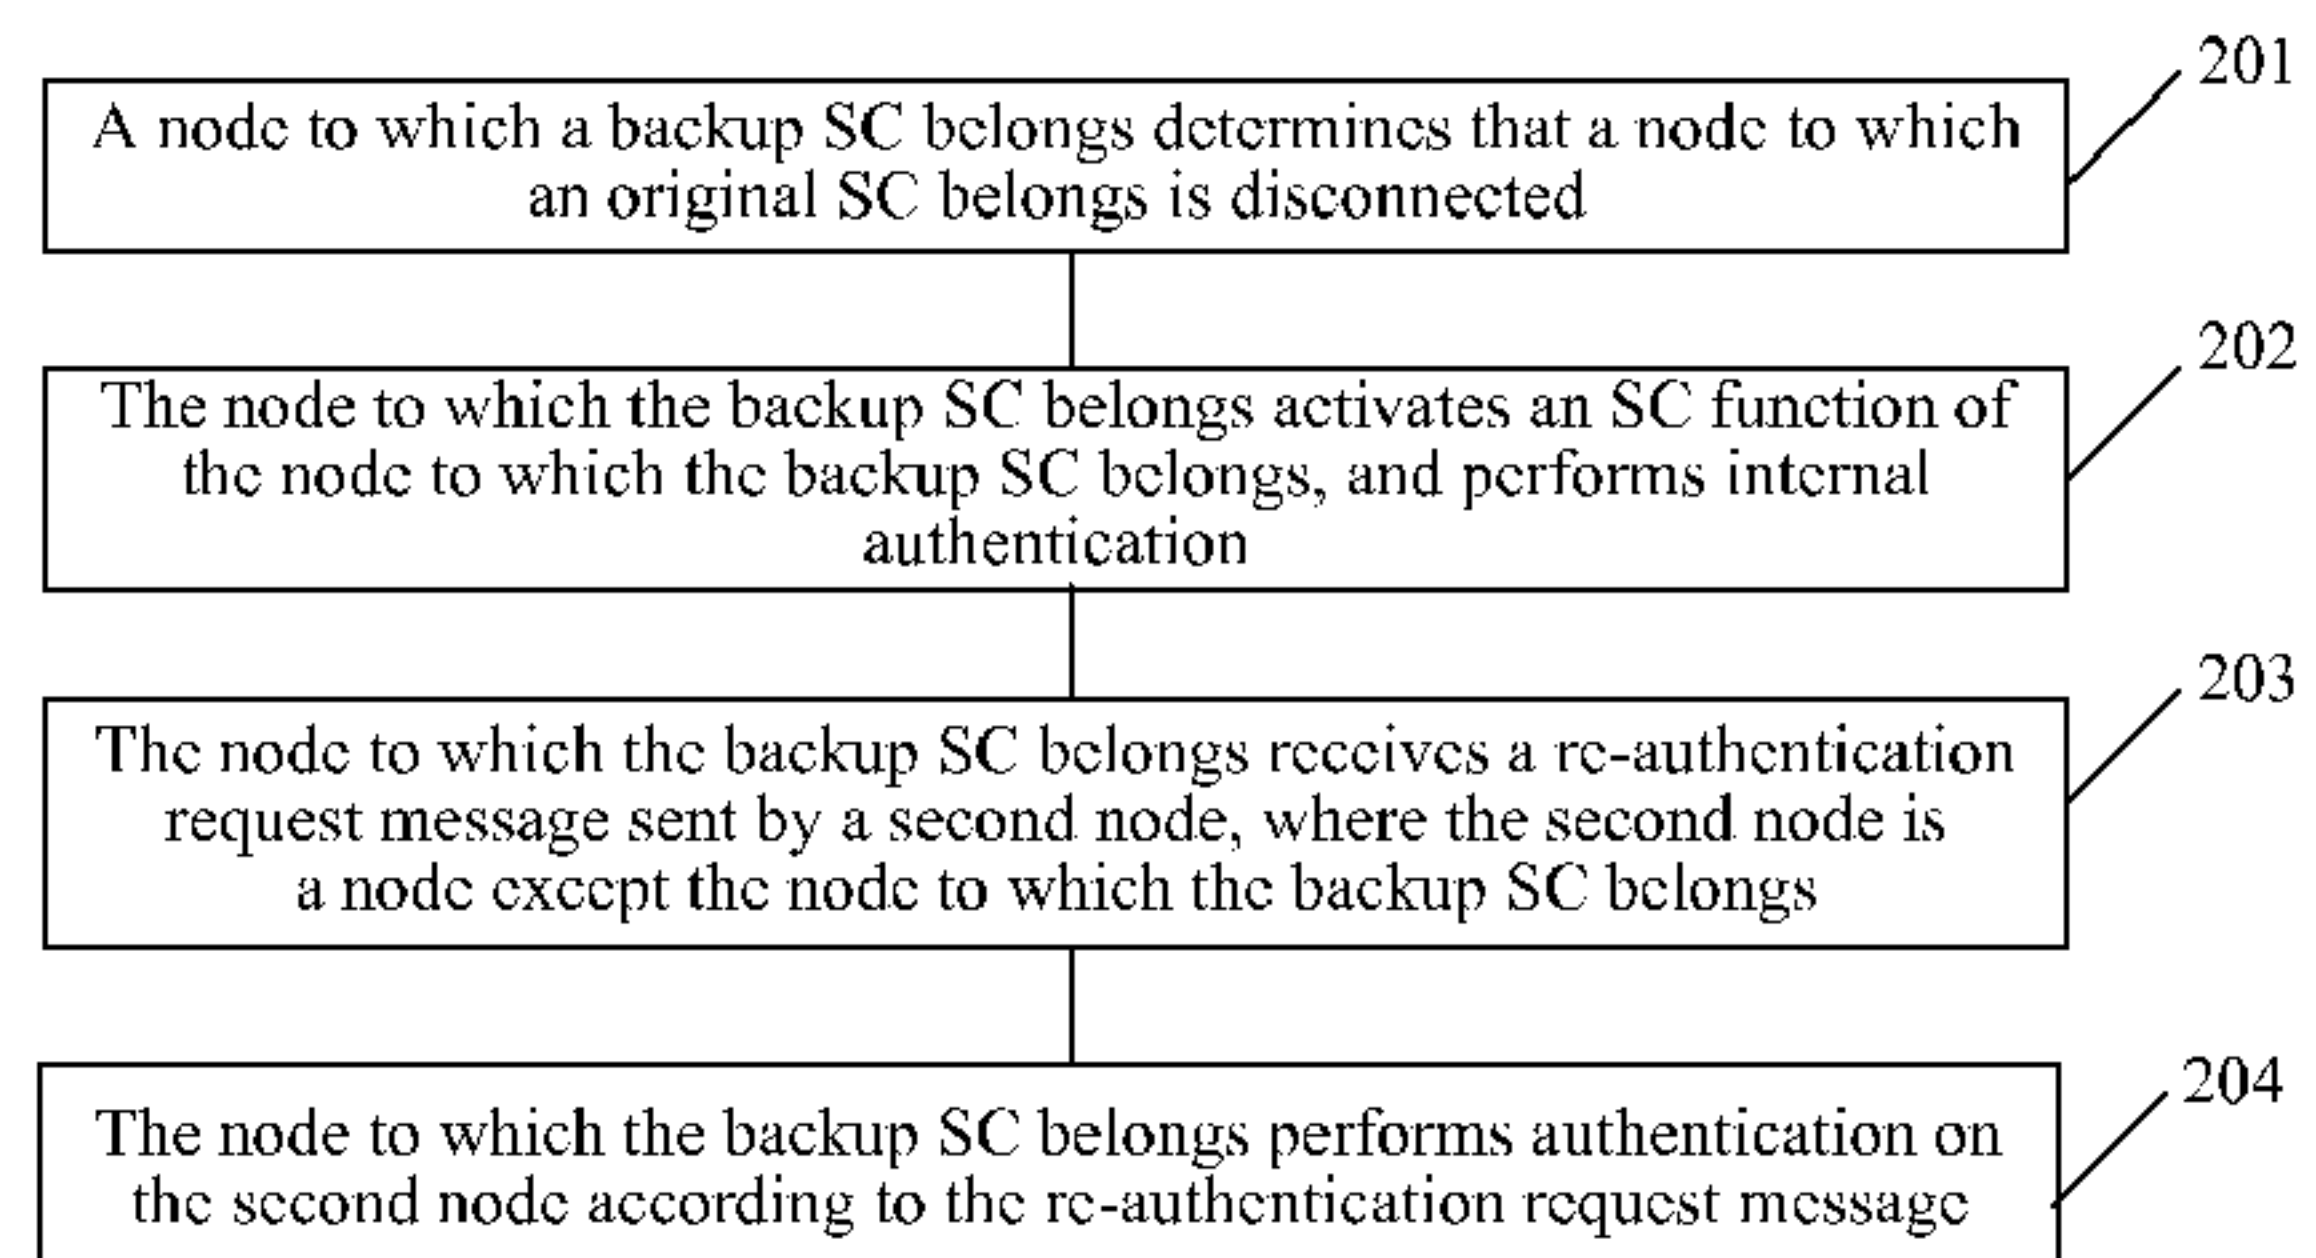 201
A node to which a backup SC belongs determines that a node to which
an original SC belongs is disconnected
202
The node to which the backup SC belongs activates an SC function of
the node to which the backup SC belongs, and performs internal
authentication
203
The node to which the backup SC belongs receives a re-authentication
request message sent by a second node, where the second node is
a node except the node to which the backup SC belongs
204
The node to which the backup SC belongs performs authentication on
the second node according to the re-authentication request message